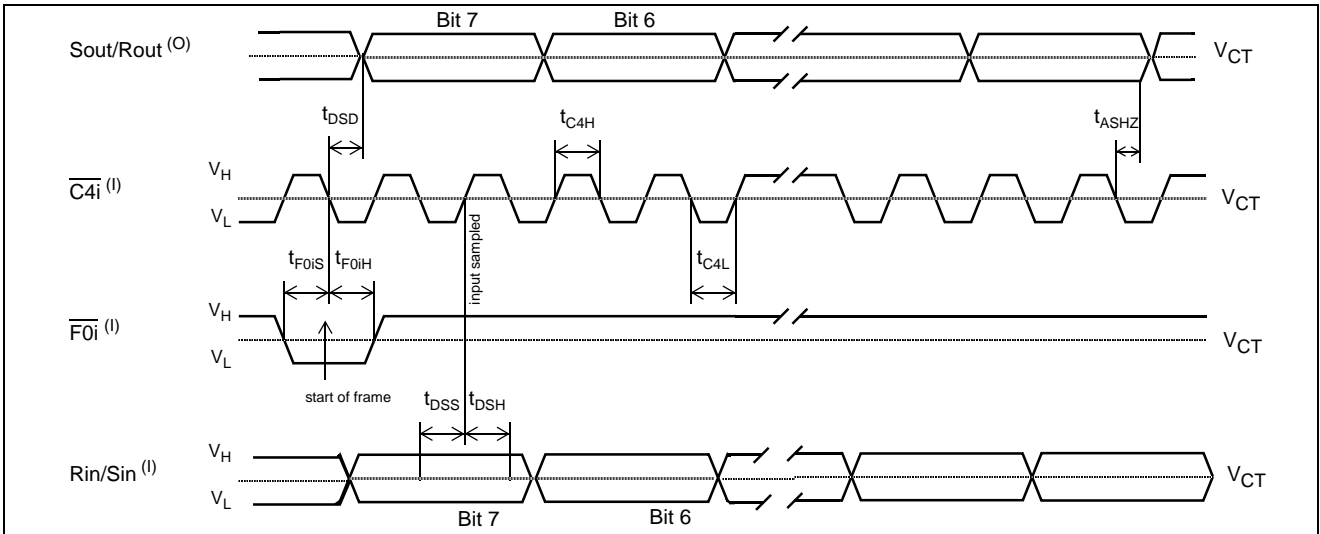 Bit 7 Bit 6
Sout/Rout (O) VCT
tDSD tC4H tASHZ
VH
C4i (I) VCT
VL
tF0iS tF0iH input sampled tC4L
VH
F0i (I) VCT
VL
start of frame tDSS tDSH
VH
Rin/Sin (I) VCT
VL
Bit 7 Bit 6